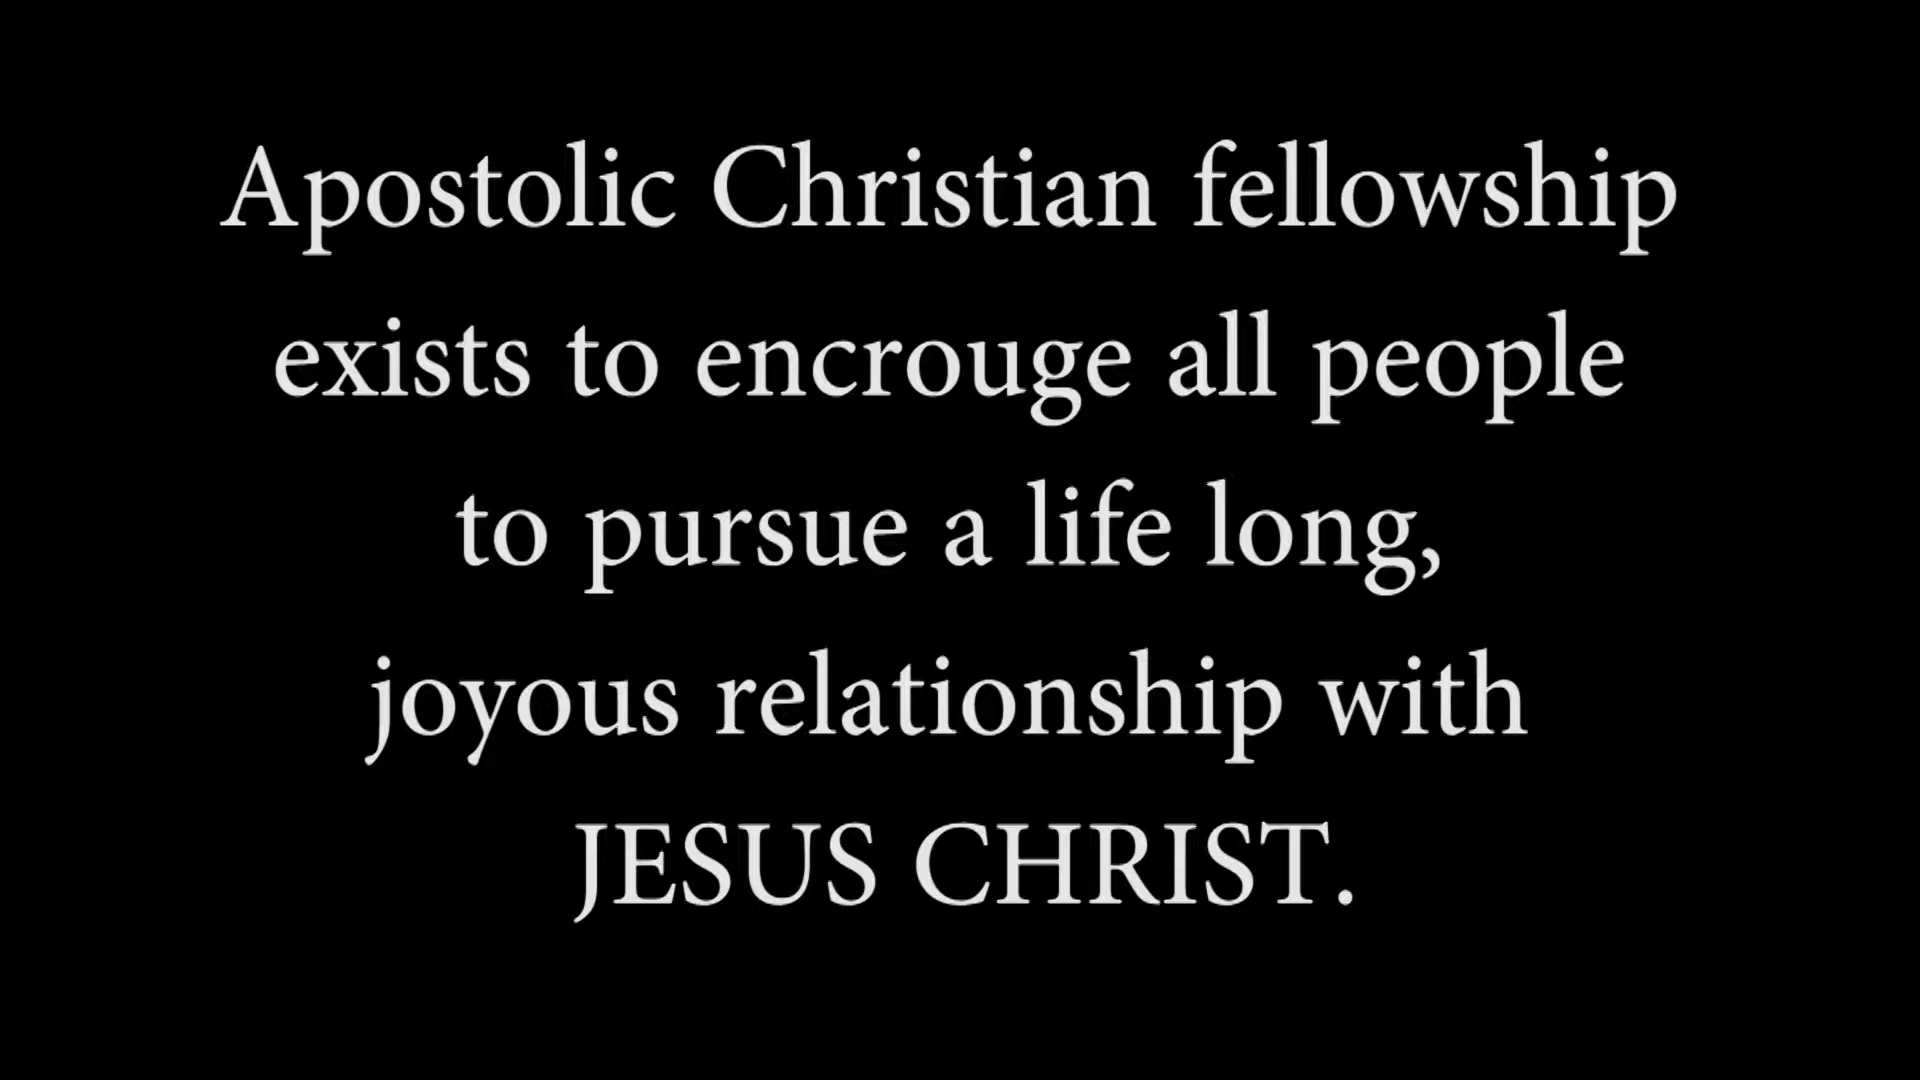 Apostolic Christian fellowship
exists to encrouge all people
to pursue a life long,
joyous relationship with
JESUS CHRIST.